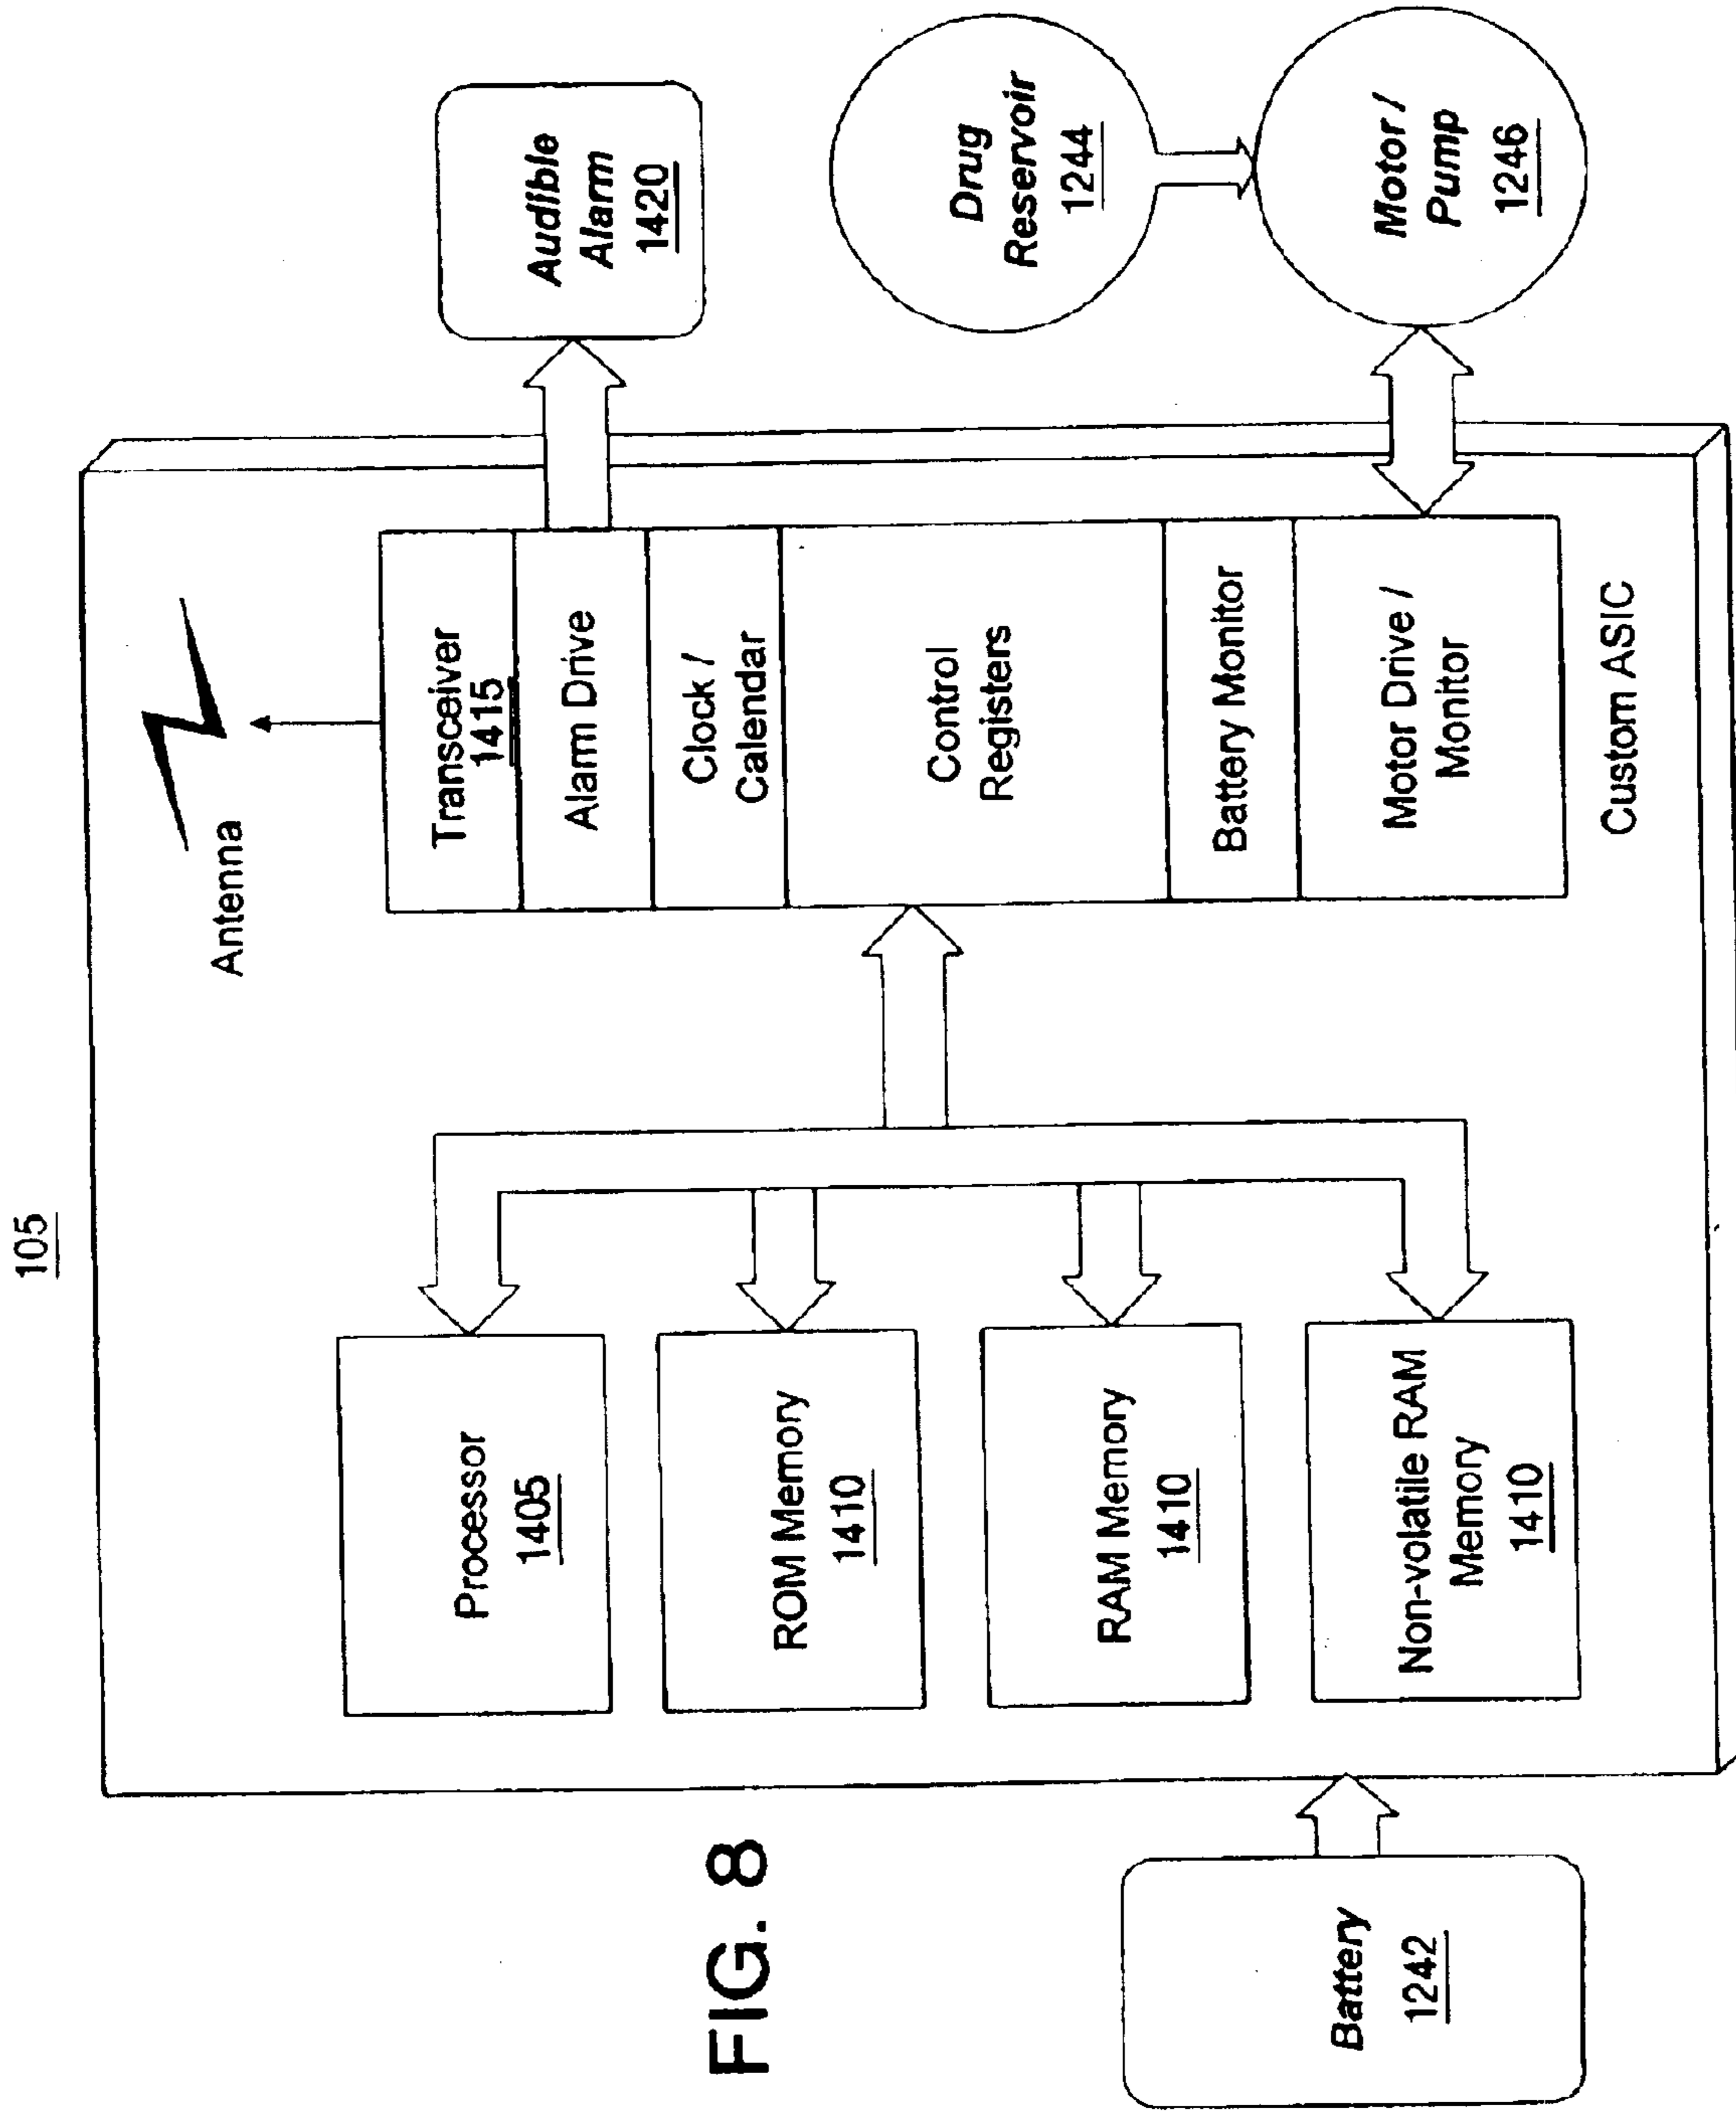 105
Antenna
Transceiver
1415
Alarm Drive
Clock /
Calendar
Control
Registers
Battery Monitor
Motor Drive /
Monitor
Custom ASIC
Processor
1405
ROM Memory
1410
RAM Memory
1410
Non-volatile RAM
Memory
1410
Audible
Alarm
1420
Drug
Reservoir
1244
Motor /
Pump
1246
Battery
1242
FIG. 8